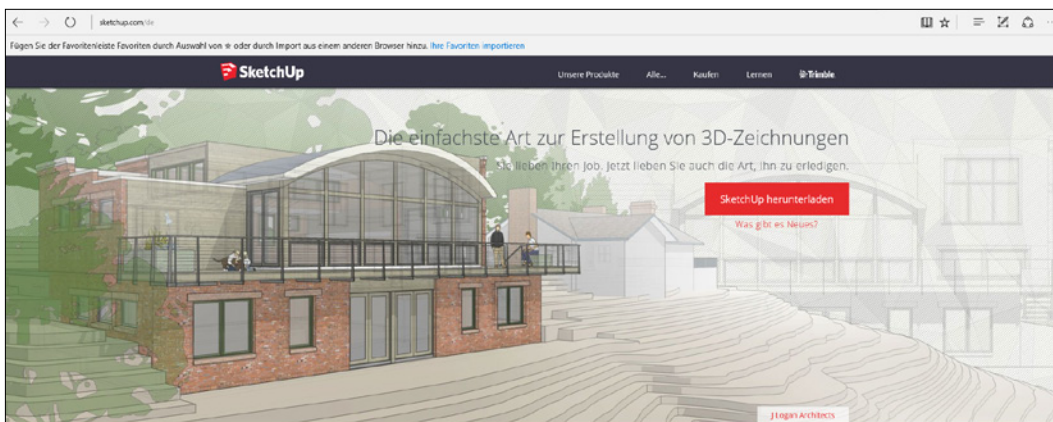 sketchup.com/de
Fügen Sie der Favoritenleiste Favoriten durch Auswahl von ☆ oder durch Import aus einem anderen Browser hinzu. Ihre Favoriten importieren
SketchUp
Unsere Produkte Alle... Kaufen Lernen Trimble
Die einfachste Art zur Erstellung von 3D-Zeichnungen
Sie lieben Ihren Job. Jetzt lieben Sie auch die Art, ihn zu erledigen.
SketchUp herunterladen
Was gibt es Neues?
J Logan Architects